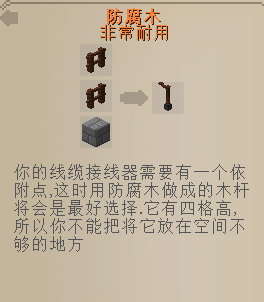 防腐木
非常耐用
你的线缆接线器需要有一个依
附点,这时用防腐木做成的木杆
将会是最好选择.它有四格高,
所以你不能把将它放在空间不
够的地方